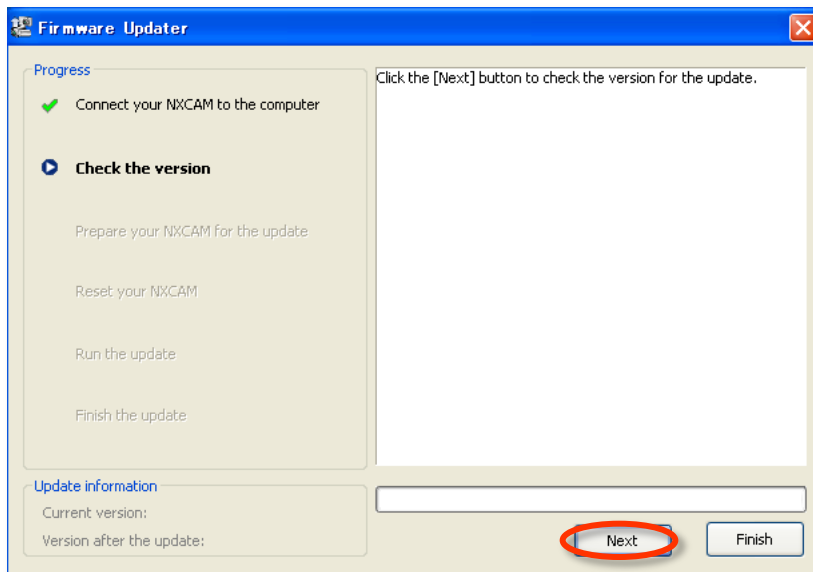 Firmware Updater
Progress
Connect your NXCAM to the computer
Check the version
Prepare your NXCAM for the update
Reset your NXCAM
Run the update
Finish the update
Click the [Next] button to check the version for the update.
Update information
Current version:
Version after the update:
Next
Finish